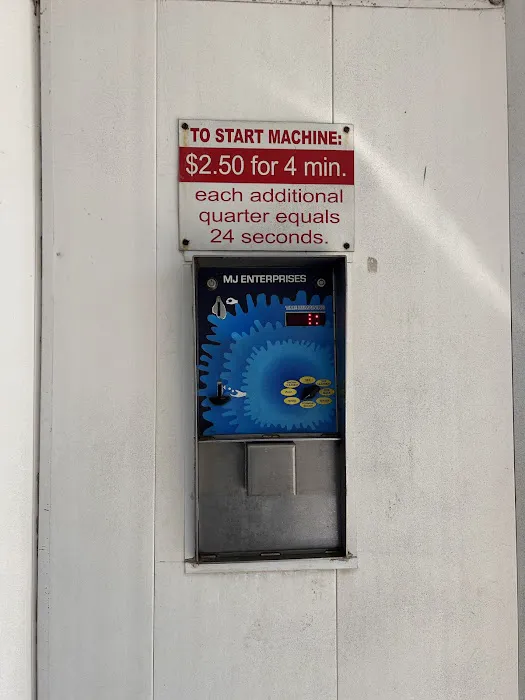 TO START MACHINE:
$2.50 for 4 min.
each additional
quarter equals
24 seconds.
MJ ENTERPRISES